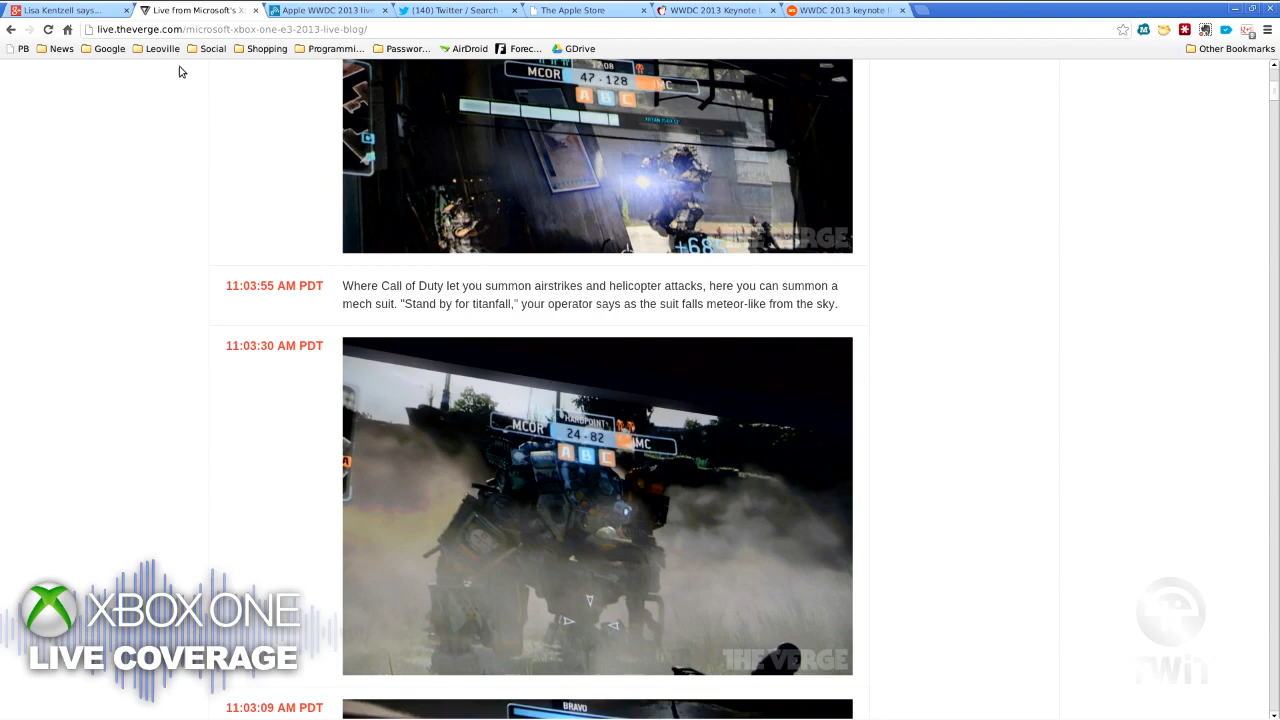 Lisa Kentzell says...
Live from Microsoft's X
Apple WWDC 2013 live
(140) Twitter / Search
The Apple Store
WWDC 2013 Keynote L
WWDC 2013 keynote l
live.theverge.com/microsoft-xbox-one-e3-2013-live-blog/
PB News Google Leoville Social Shopping Programmi... Passwor... AirDroid Forec... GDrive Other Bookmarks
MCOR 47-128 IMC
A B C
THE VERGE
11:03:55 AM PDT
Where Call of Duty let you summon airstrikes and helicopter attacks, here you can summon a
mech suit. "Stand by for titanfall," your operator says as the suit falls meteor-like from the sky.
11:03:30 AM PDT
HARDPOINT
MCOR 24-82 IMC
A B C
THE VERGE
XBOX ONE
LIVE COVERAGE
TWiT
11:03:09 AM PDT
BRAVO